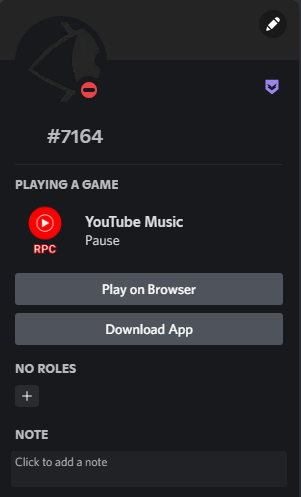 #7164
PLAYING A GAME
RPC
YouTube Music
Pause
Play on Browser
Download App
NO ROLES
NOTE
Click to add a note